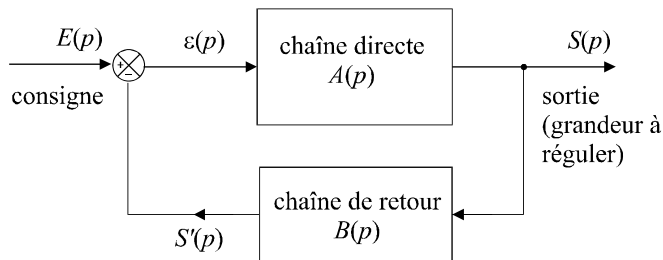 E(p)
ε(p)
chaîne directe
A(p)
S(p)
+
−
consigne
sortie
(grandeur à
réguler)
chaîne de retour
B(p)
S'(p)